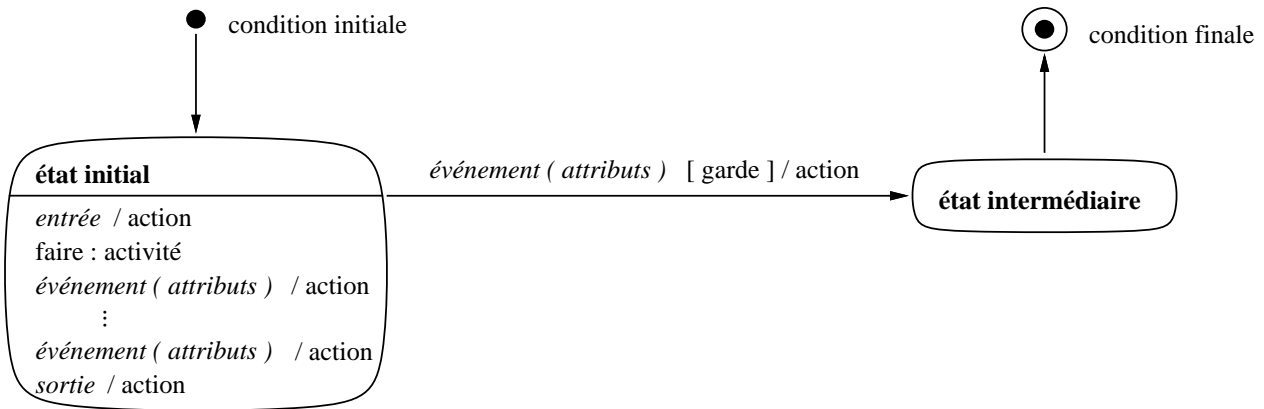 condition initiale
condition finale
état initial
entrée / action
faire : activité
événement ( attributs ) / action
⋮
événement ( attributs ) / action
sortie / action
événement ( attributs ) [ garde ] / action
état intermédiaire